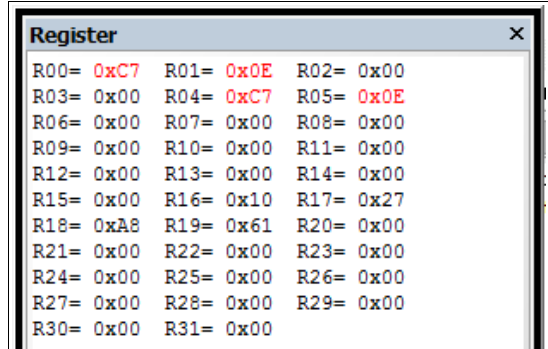 Register ×
R00= 0xC7 R01= 0x0E R02= 0x00
R03= 0x00 R04= 0xC7 R05= 0x0E
R06= 0x00 R07= 0x00 R08= 0x00
R09= 0x00 R10= 0x00 R11= 0x00
R12= 0x00 R13= 0x00 R14= 0x00
R15= 0x00 R16= 0x10 R17= 0x27
R18= 0xA8 R19= 0x61 R20= 0x00
R21= 0x00 R22= 0x00 R23= 0x00
R24= 0x00 R25= 0x00 R26= 0x00
R27= 0x00 R28= 0x00 R29= 0x00
R30= 0x00 R31= 0x00